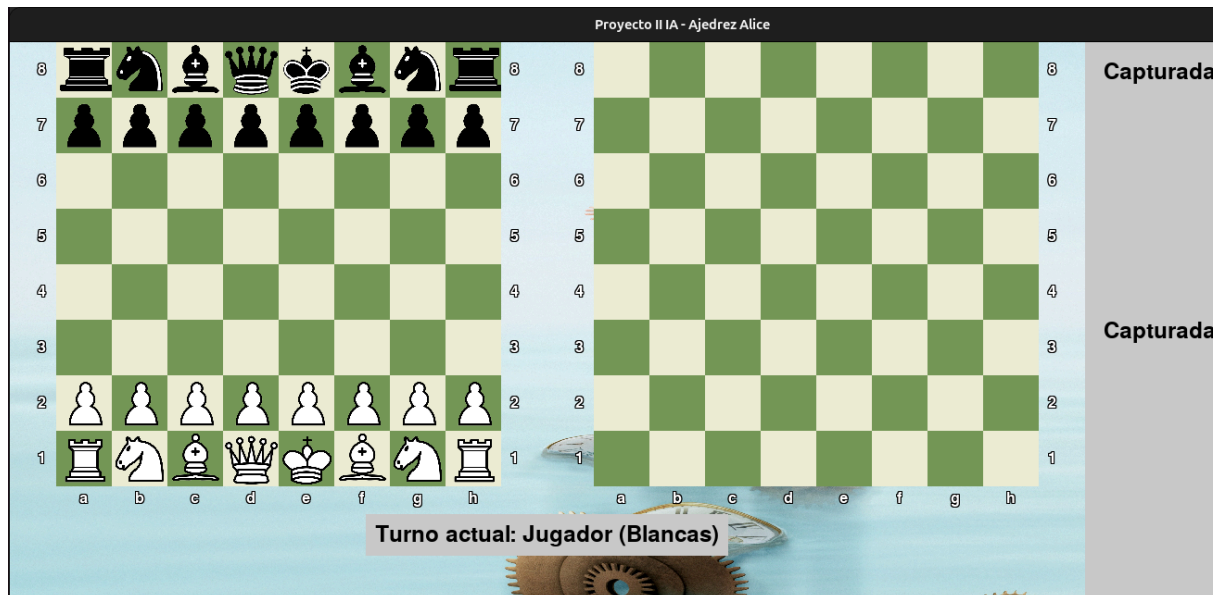 Proyecto II IA - Ajedrez Alice
8 8 8 8 Capturada
7 7 7 7
6 6 6 6
5 5 5 5
4 4 4 4
3 3 3 3 Capturada
2 2 2 2
1 1 1 1
a b c d e f g h a b c d e f g h
Turno actual: Jugador (Blancas)